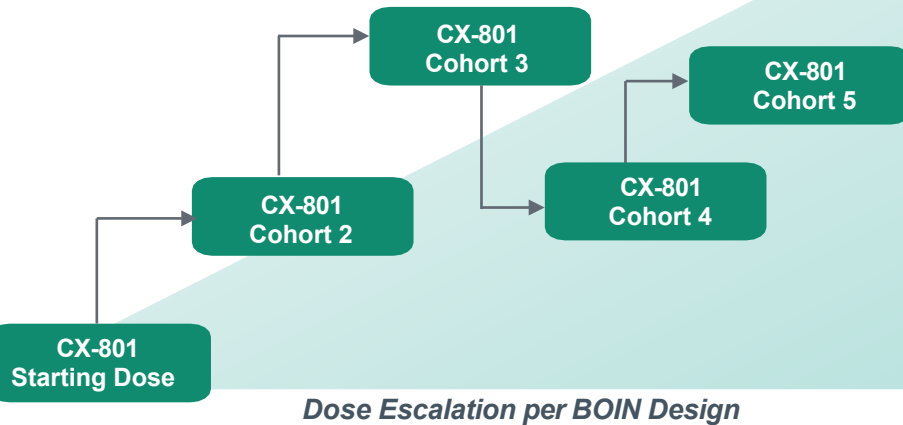 CX-801
Cohort 3
CX-801
Cohort 5
CX-801
Cohort 2
CX-801
Cohort 4
CX-801
Starting Dose
Dose Escalation per BOIN Design